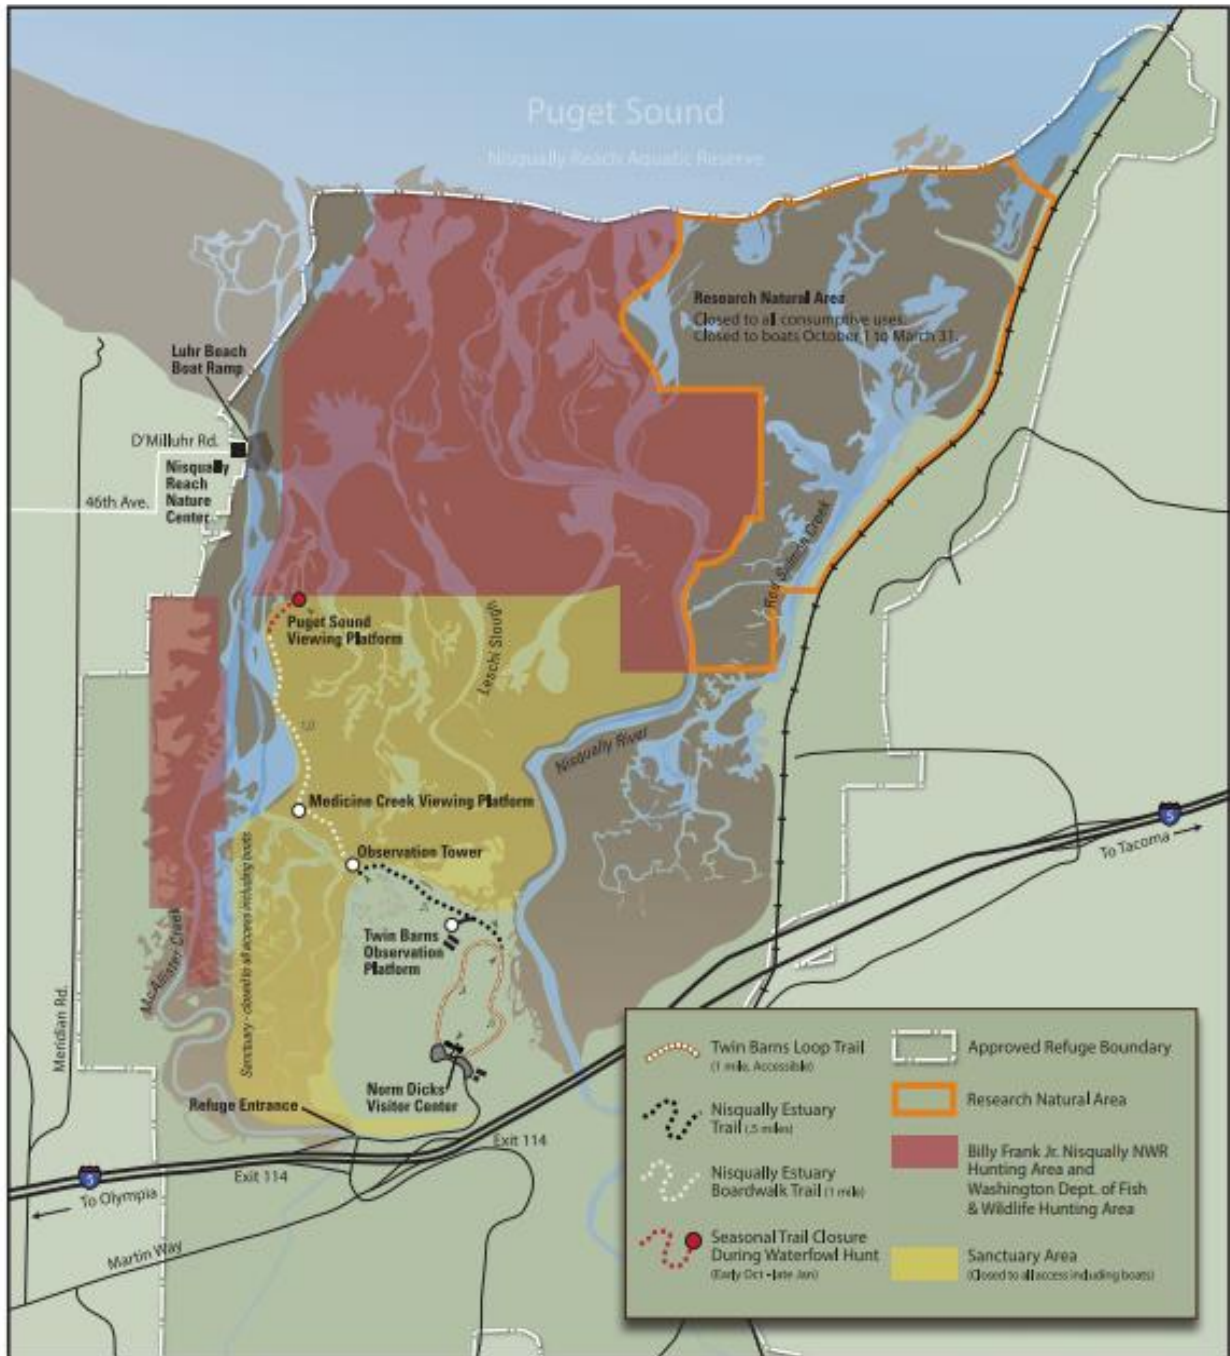 Puget Sound
Nisqually Reach Aquatic Reserve
Research Natural Area
Closed to all consumptive uses.
Closed to boats October 1 to March 31.
Luhr Beach
Boat Ramp
D'Milluhr Rd.
Nisqually
Reach
Nature
Center
46th Ave.
Red Salmon Creek
Puget Sound
Viewing Platform
Leschi Slough
1.0
Nisqually River
Medicine Creek Viewing Platform
Observation Tower
Sanctuary - closed to all access including boats
Twin Barns
Observation
Platform
McAllister Creek
Meridian Rd.
Norm Dicks
Visitor Center
Refuge Entrance
Exit 114
Exit 114
5
To Tacoma
5
To Olympia
Martin Way
Twin Barns Loop Trail
(1 mile, Accessible)
Nisqually Estuary
Trail (.5 miles)
Nisqually Estuary
Boardwalk Trail (1 mile)
Seasonal Trail Closure
During Waterfowl Hunt
(Early Oct - late Jan)
Approved Refuge Boundary
Research Natural Area
Billy Frank Jr. Nisqually NWR
Hunting Area and
Washington Dept. of Fish
& Wildlife Hunting Area
Sanctuary Area
(Closed to all access including boats)